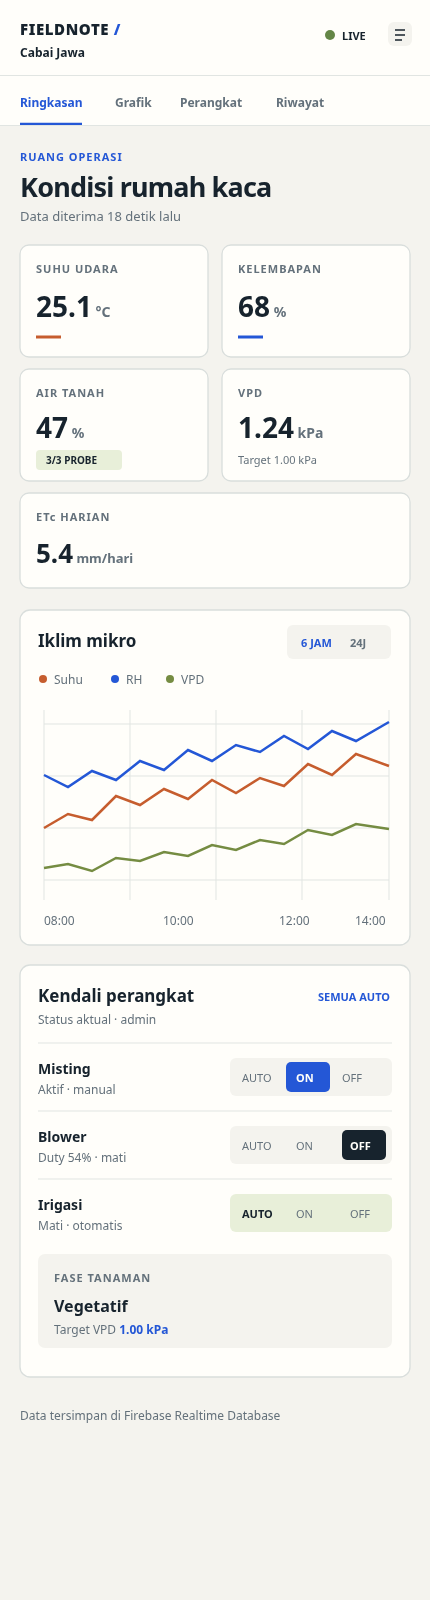 FIELDNOTE /
Cabai Jawa
LIVE
Ringkasan Grafik Perangkat Riwayat
RUANG OPERASI
Kondisi rumah kaca
Data diterima 18 detik lalu
SUHU UDARA
25.1 °C
KELEMBAPAN
68 %
AIR TANAH
47 %
3/3 PROBE
VPD
1.24 kPa
Target 1.00 kPa
ETc HARIAN
5.4 mm/hari
Iklim mikro
6 JAM 24J
Suhu RH VPD
08:00 10:00 12:00 14:00
Kendali perangkat
SEMUA AUTO
Status aktual · admin
Misting
Aktif · manual
AUTO ON OFF
Blower
Duty 54% · mati
AUTO ON OFF
Irigasi
Mati · otomatis
AUTO ON OFF
FASE TANAMAN
Vegetatif
Target VPD 1.00 kPa
Data tersimpan di Firebase Realtime Database